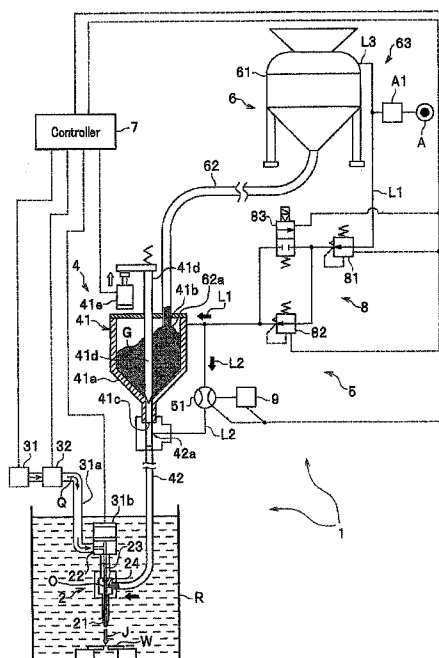 L3
63
61
A1
6
A
Controller
7
62
L1
83
41d
4
41b
62a
41e
81
L1
8
41
G
82
41d
L2
5
41a
51
9
41c
L2
31
32
42a
31a
42
Q
31b
1
23
22
24
O
2
R
21
J
W